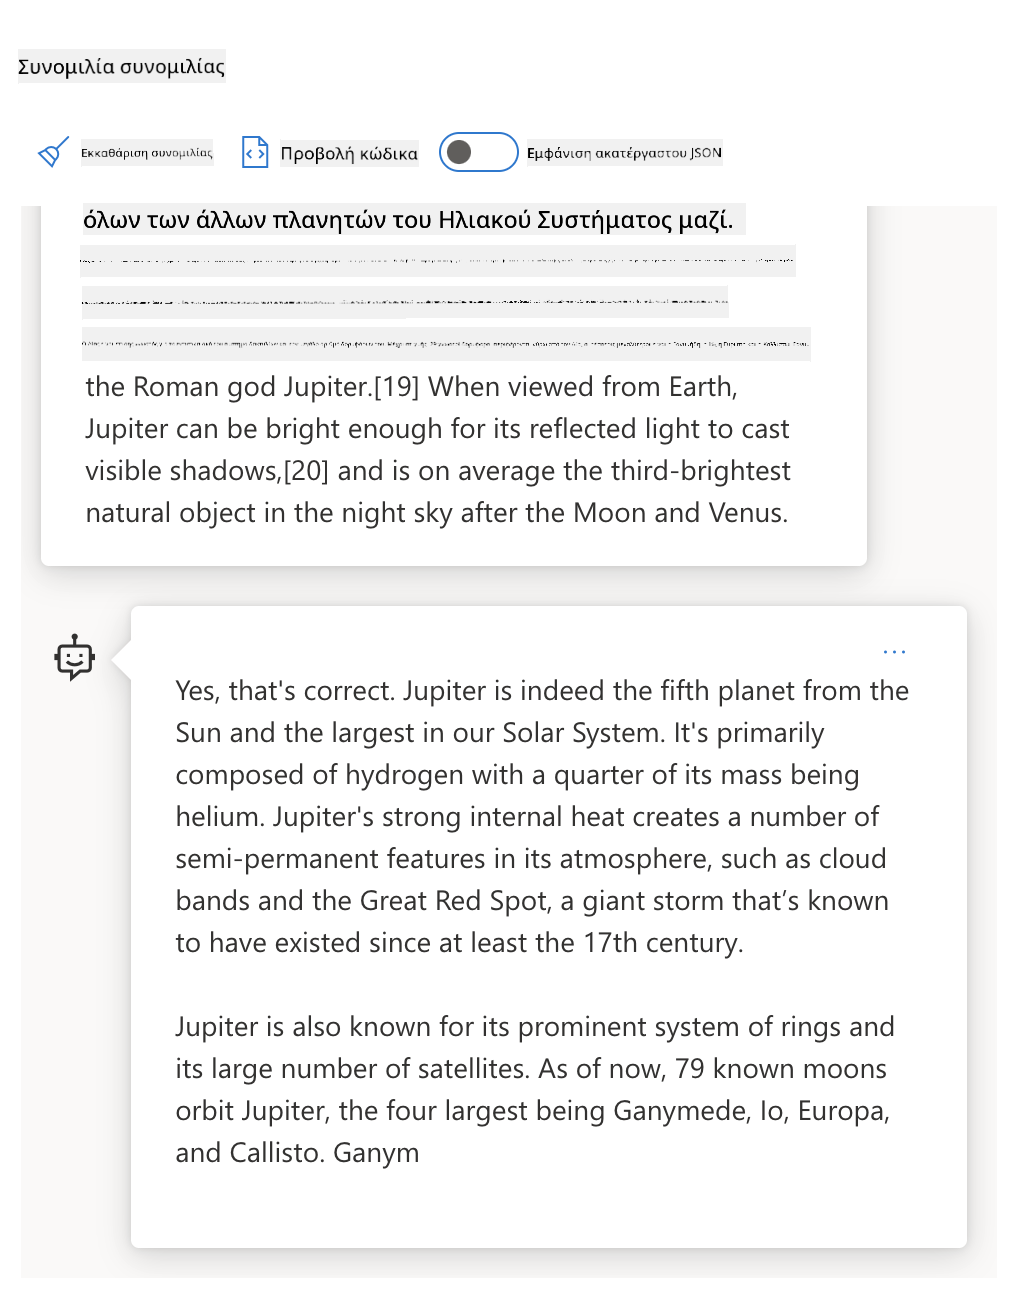 Συνομιλία συνομιλίας
Εκκαθάριση συνομιλίας
Προβολή κώδικα
Εμφάνιση ακατέργαστου JSON
όλων των άλλων πλανητών του Ηλιακού Συστήματος μαζί.
the Roman god Jupiter.[19] When viewed from Earth,
Jupiter can be bright enough for its reflected light to cast
visible shadows,[20] and is on average the third-brightest
natural object in the night sky after the Moon and Venus.
Yes, that's correct. Jupiter is indeed the fifth planet from the
Sun and the largest in our Solar System. It's primarily
composed of hydrogen with a quarter of its mass being
helium. Jupiter's strong internal heat creates a number of
semi-permanent features in its atmosphere, such as cloud
bands and the Great Red Spot, a giant storm that’s known
to have existed since at least the 17th century.
Jupiter is also known for its prominent system of rings and
its large number of satellites. As of now, 79 known moons
orbit Jupiter, the four largest being Ganymede, Io, Europa,
and Callisto. Ganym